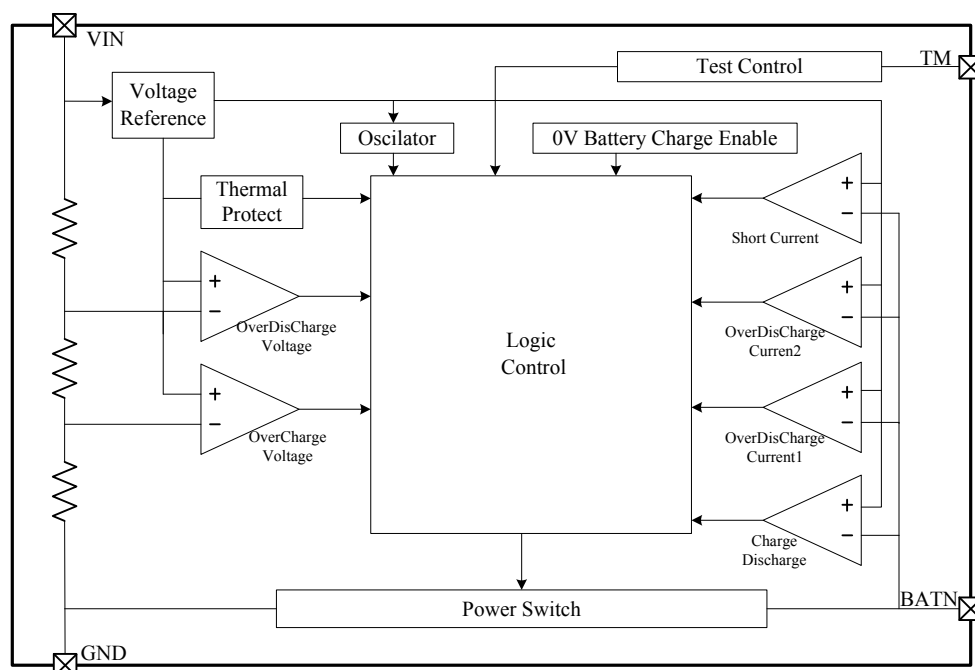 VIN
TM
Test Control
Voltage
Reference
Oscilator
0V Battery Charge Enable
Thermal
Protect
+
−
Short Current
+
−
OverDisCharge
Voltage
+
−
OverDisCharge
Curren2
Logic
Control
+
−
OverCharge
Voltage
+
−
OverDisCharge
Current1
+
−
Charge
Discharge
Power Switch
BATN
GND